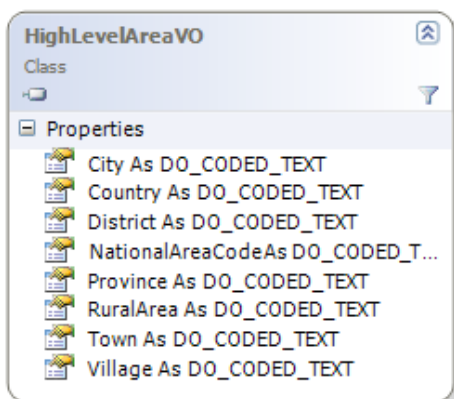 HighLevelAreaVO
Class
Properties
City As DO_CODED_TEXT
Country As DO_CODED_TEXT
District As DO_CODED_TEXT
NationalAreaCodeAs DO_CODED_T...
Province As DO_CODED_TEXT
RuralArea As DO_CODED_TEXT
Town As DO_CODED_TEXT
Village As DO_CODED_TEXT